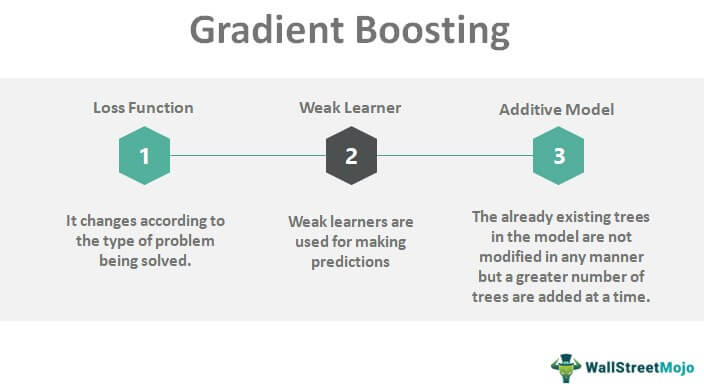 Gradient Boosting
Loss Function
Weak Learner
Additive Model
1
2
3
It changes according to
the type of problem
being solved.
Weak learners are
used for making
predictions
The already existing trees
in the model are not
modified in any manner
but a greater number of
trees are added at a time.
WallStreetMojo